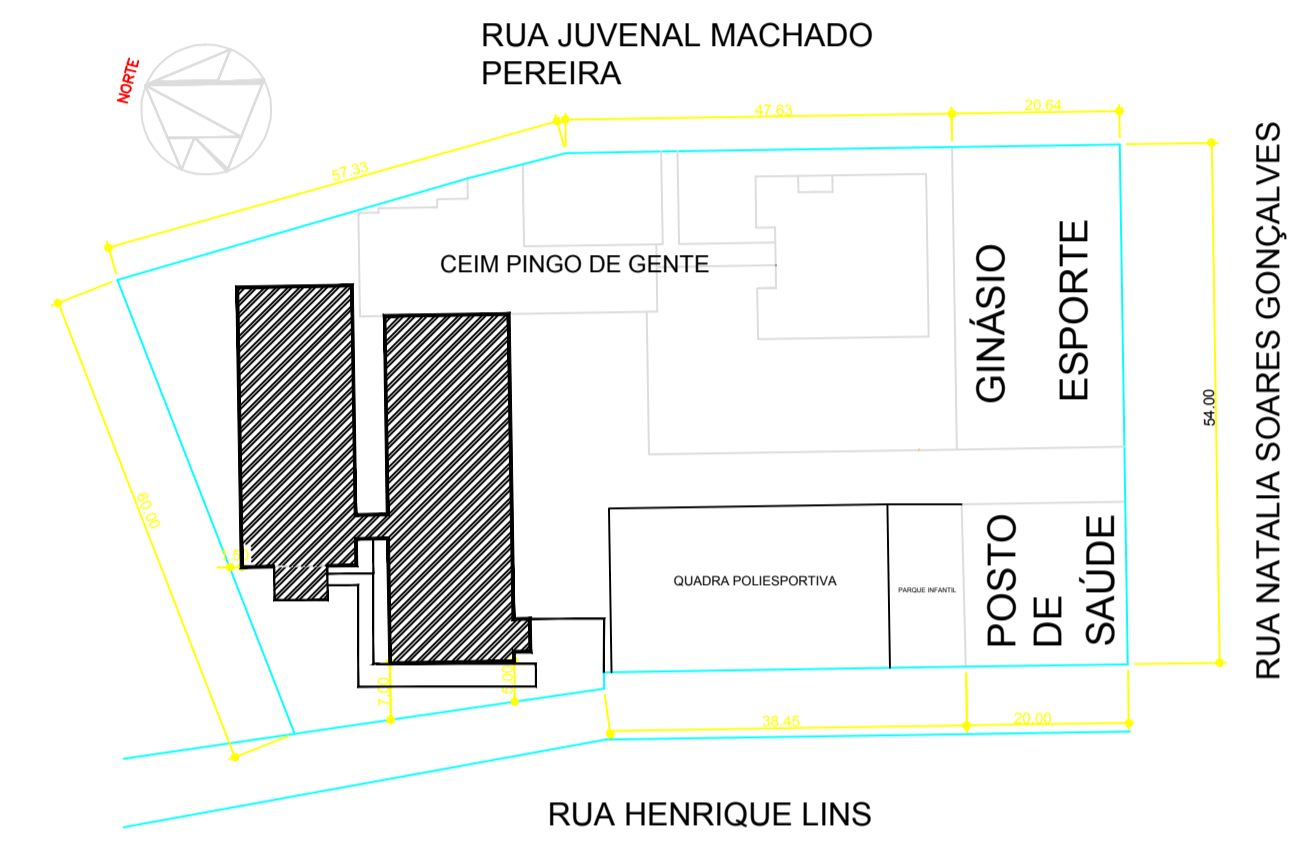 RUA JUVENAL MACHADO
PEREIRA
NORTE
47.63
20.64
57.33
CEIM PINGO DE GENTE
GINÁSIO
ESPORTE
RUA NATALIA SOARES GONÇALVES
54.00
60.00
QUADRA POLIESPORTIVA
PARQUE INFANTIL
POSTO
DE
SAÚDE
7.00
5.00
38.45
20.00
RUA HENRIQUE LINS